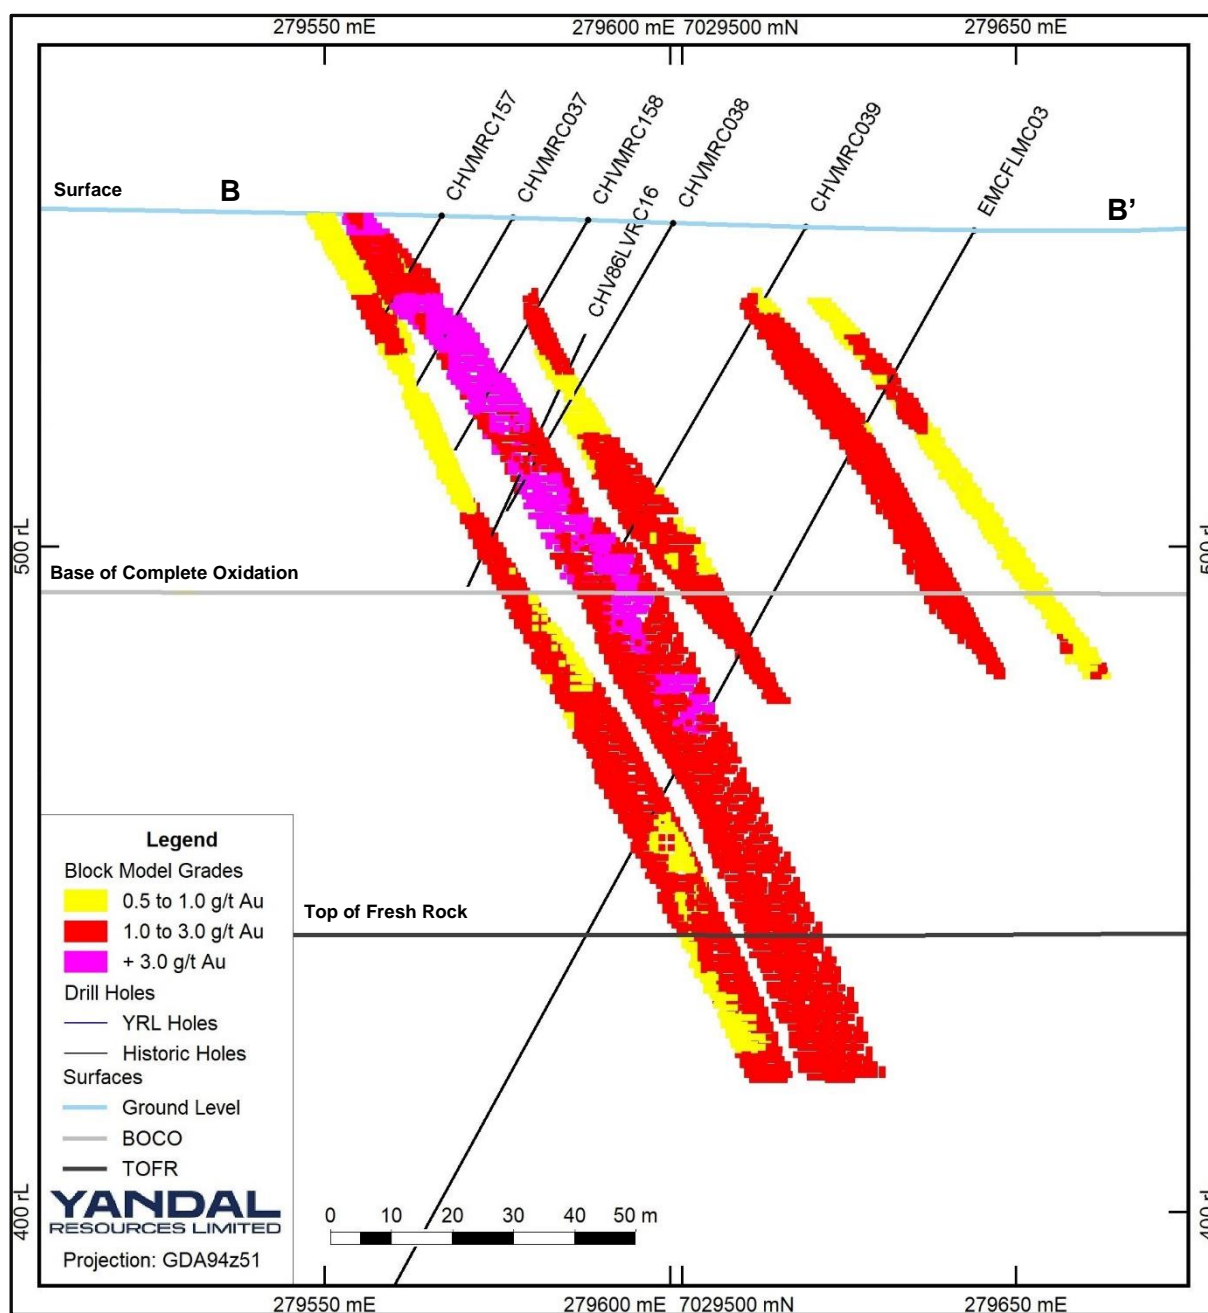 279550 mE
279600 mE
7029500 mN
279650 mE
CHVMRC157
CHVMRC037
CHVMRC158
CHV86LVRC16
CHVMRC038
CHVMRC039
EMCFLMC03
Surface
B
B’
500 rL
500 rL
Base of Complete Oxidation
Top of Fresh Rock
Legend
Block Model Grades
0.5 to 1.0 g/t Au
1.0 to 3.0 g/t Au
+ 3.0 g/t Au
Drill Holes
YRL Holes
Historic Holes
Surfaces
Ground Level
BOCO
TOFR
YANDAL
RESOURCES LIMITED
Projection: GDA94z51
0 10 20 30 40 50 m
400 rL
400 rL
279550 mE
279600 mE
7029500 mN
279650 mE